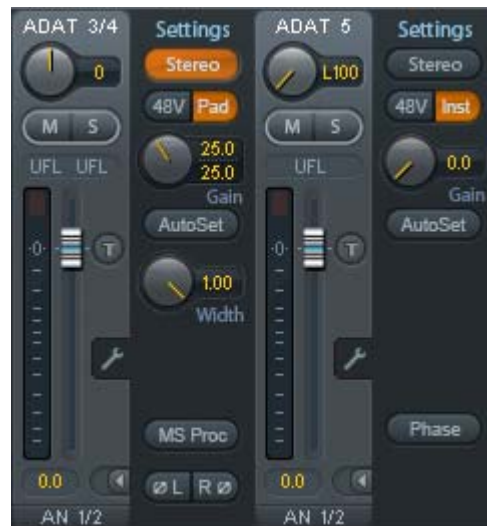 ADAT 3/4
0
M S
UFL UFL
-0-
T
0.0
AN 1/2
Settings
Stereo
48V Pad
25.0
25.0
Gain
AutoSet
1.00
Width
MS Proc
Ø L R Ø
ADAT 5
L100
M S
UFL
-0-
T
0.0
AN 1/2
Settings
Stereo
48V Inst
0.0
Gain
AutoSet
Phase